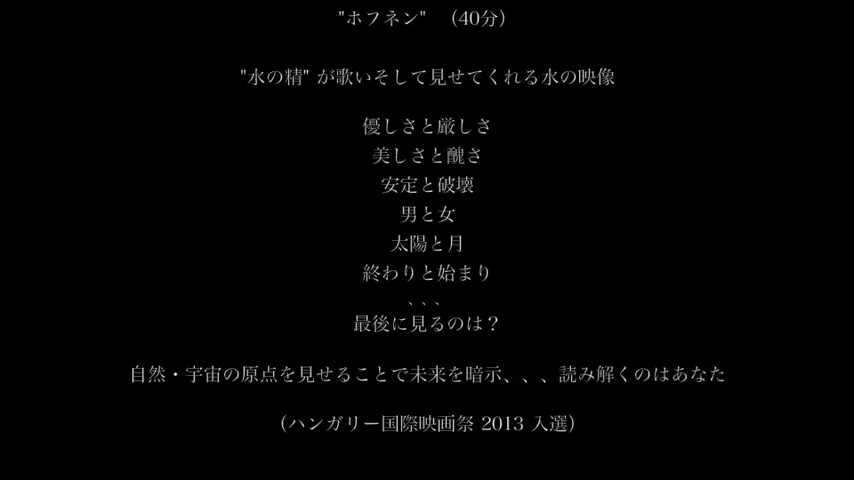 "ホフネン" （40分）
"水の精" が歌いそして見せてくれる水の映像
優しさと厳しさ
美しさと醜さ
安定と破壊
男と女
太陽と月
終わりと始まり
、、、
最後に見るのは？
自然・宇宙の原点を見せることで未来を暗示、、、読み解くのはあなた
（ハンガリー国際映画祭 2013 入選）